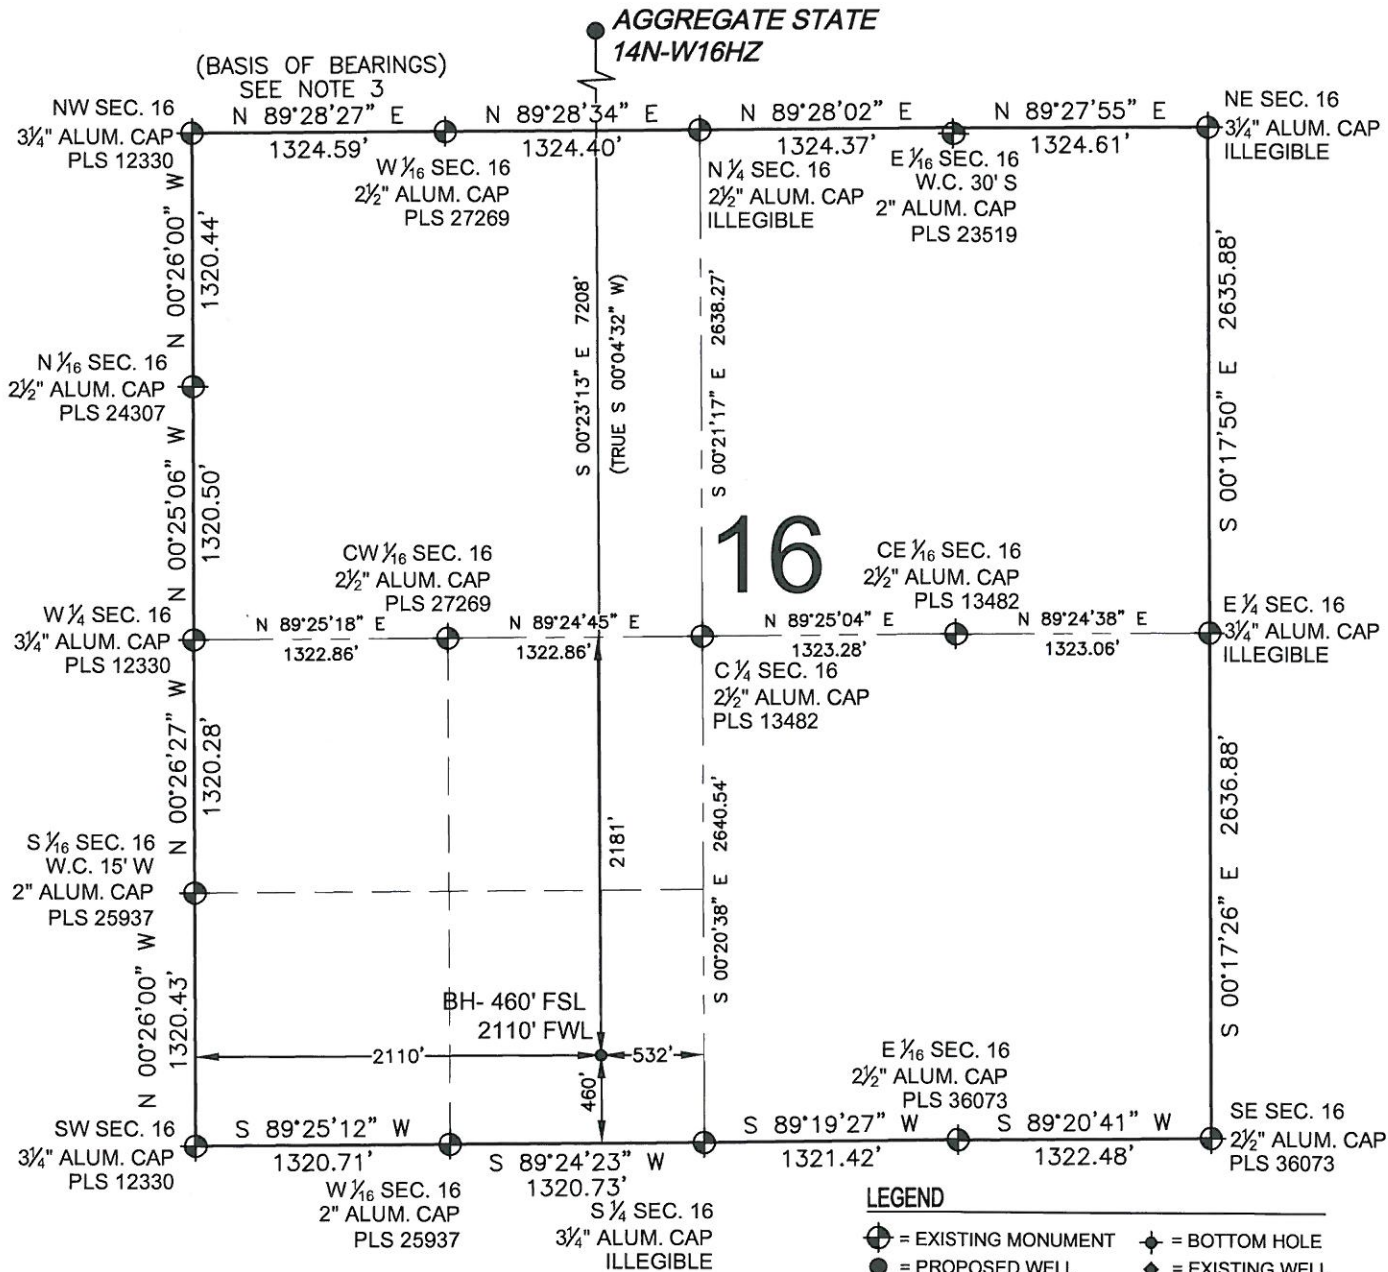 AGGREGATE STATE
14N-W16HZ
(BASIS OF BEARINGS)
SEE NOTE 3
NW SEC. 16
3¼" ALUM. CAP
PLS 12330
N 89°28'27" E
1324.59'
W 1/16 SEC. 16
2½" ALUM. CAP
PLS 27269
N 89°28'34" E
1324.40'
N ¼ SEC. 16
2½" ALUM. CAP
ILLEGIBLE
N 89°28'02" E
1324.37'
E 1/16 SEC. 16
W.C. 30' S
2" ALUM. CAP
PLS 23519
N 89°27'55" E
1324.61'
NE SEC. 16
3¼" ALUM. CAP
ILLEGIBLE
N 00°26'00" W
1320.44'
N 1/16 SEC. 16
2½" ALUM. CAP
PLS 24307
S 00°23'13" E 7208'
(TRUE S 00°04'32" W)
S 00°21'17" E 2638.27'
S 00°17'50" E 2635.88'
N 00°25'06" W
1320.50'
16
W ¼ SEC. 16
3¼" ALUM. CAP
PLS 12330
N 89°25'18" E
1322.86'
CW 1/16 SEC. 16
2½" ALUM. CAP
PLS 27269
N 89°24'45" E
1322.86'
C ¼ SEC. 16
2½" ALUM. CAP
PLS 13482
N 89°25'04" E
1323.28'
CE 1/16 SEC. 16
2½" ALUM. CAP
PLS 13482
N 89°24'38" E
1323.06'
E ¼ SEC. 16
3¼" ALUM. CAP
ILLEGIBLE
N 00°26'27" W
1320.28'
2181'
S 00°20'38" E 2640.54'
S 00°17'26" E 2636.88'
S 1/16 SEC. 16
W.C. 15' W
2" ALUM. CAP
PLS 25937
N 00°26'00" W
1320.43'
BH- 460' FSL
2110' FWL
2110'
532'
460'
SW SEC. 16
3¼" ALUM. CAP
PLS 12330
S 89°25'12" W
1320.71'
W 1/16 SEC. 16
2" ALUM. CAP
PLS 25937
S 89°24'23" W
1320.73'
S ¼ SEC. 16
3¼" ALUM. CAP
ILLEGIBLE
S 89°19'27" W
1321.42'
E 1/16 SEC. 16
2½" ALUM. CAP
PLS 36073
S 89°20'41" W
1322.48'
SE SEC. 16
2½" ALUM. CAP
PLS 36073
LEGEND
= EXISTING MONUMENT
= BOTTOM HOLE
= PROPOSED WELL
= EXISTING WELL